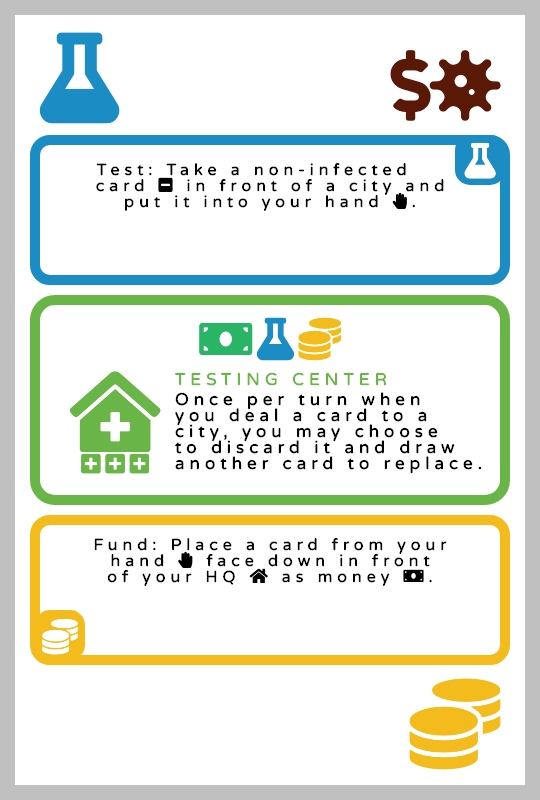 $
Test: Take a non-infected
card in front of a city and
put it into your hand .
TESTING CENTER
Once per turn when
you deal a card to a
city, you may choose
to discard it and draw
another card to replace.
Fund: Place a card from your
hand face down in front
of your HQ as money .